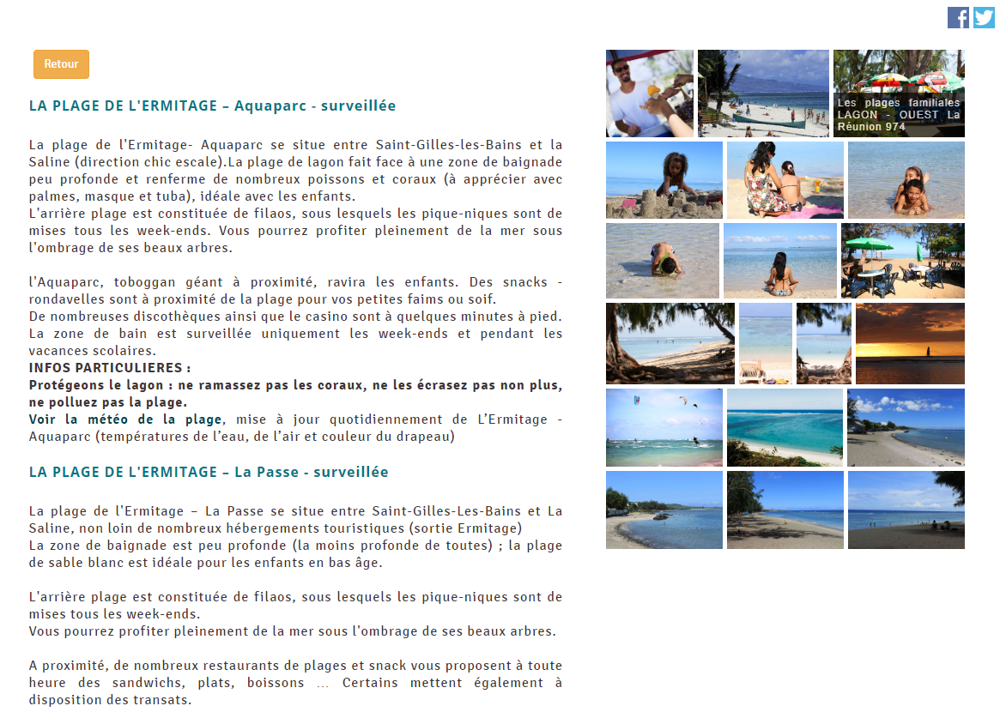 Retour
LA PLAGE DE L'ERMITAGE – Aquaparc - surveillée
La plage de l'Ermitage- Aquaparc se situe entre Saint-Gilles-les-Bains et la
Saline (direction chic escale).La plage de lagon fait face à une zone de baignade
peu profonde et renferme de nombreux poissons et coraux (à apprécier avec
palmes, masque et tuba), idéale avec les enfants.
L'arrière plage est constituée de filaos, sous lesquels les pique-niques sont de
mises tous les week-ends. Vous pourrez profiter pleinement de la mer sous
l'ombrage de ses beaux arbres.
l'Aquaparc, toboggan géant à proximité, ravira les enfants. Des snacks -
rondavelles sont à proximité de la plage pour vos petites faims ou soif.
De nombreuses discothèques ainsi que le casino sont à quelques minutes à pied.
La zone de bain est surveillée uniquement les week-ends et pendant les
vacances scolaires.
INFOS PARTICULIERES :
Protégeons le lagon : ne ramassez pas les coraux, ne les écrasez pas non plus,
ne polluez pas la plage.
Voir la météo de la plage, mise à jour quotidiennement de L’Ermitage -
Aquaparc (températures de l’eau, de l’air et couleur du drapeau)
LA PLAGE DE L'ERMITAGE – La Passe - surveillée
La plage de l'Ermitage – La Passe se situe entre Saint-Gilles-Les-Bains et La
Saline, non loin de nombreux hébergements touristiques (sortie Ermitage)
La zone de baignade est peu profonde (la moins profonde de toutes) ; la plage
de sable blanc est idéale pour les enfants en bas âge.
L'arrière plage est constituée de filaos, sous lesquels les pique-niques sont de
mises tous les week-ends.
Vous pourrez profiter pleinement de la mer sous l'ombrage de ses beaux arbres.
A proximité, de nombreux restaurants de plages et snack vous proposent à toute
heure des sandwichs, plats, boissons … Certains mettent également à
disposition des transats.
Les plages familiales
LAGON - OUEST La
Réunion 974